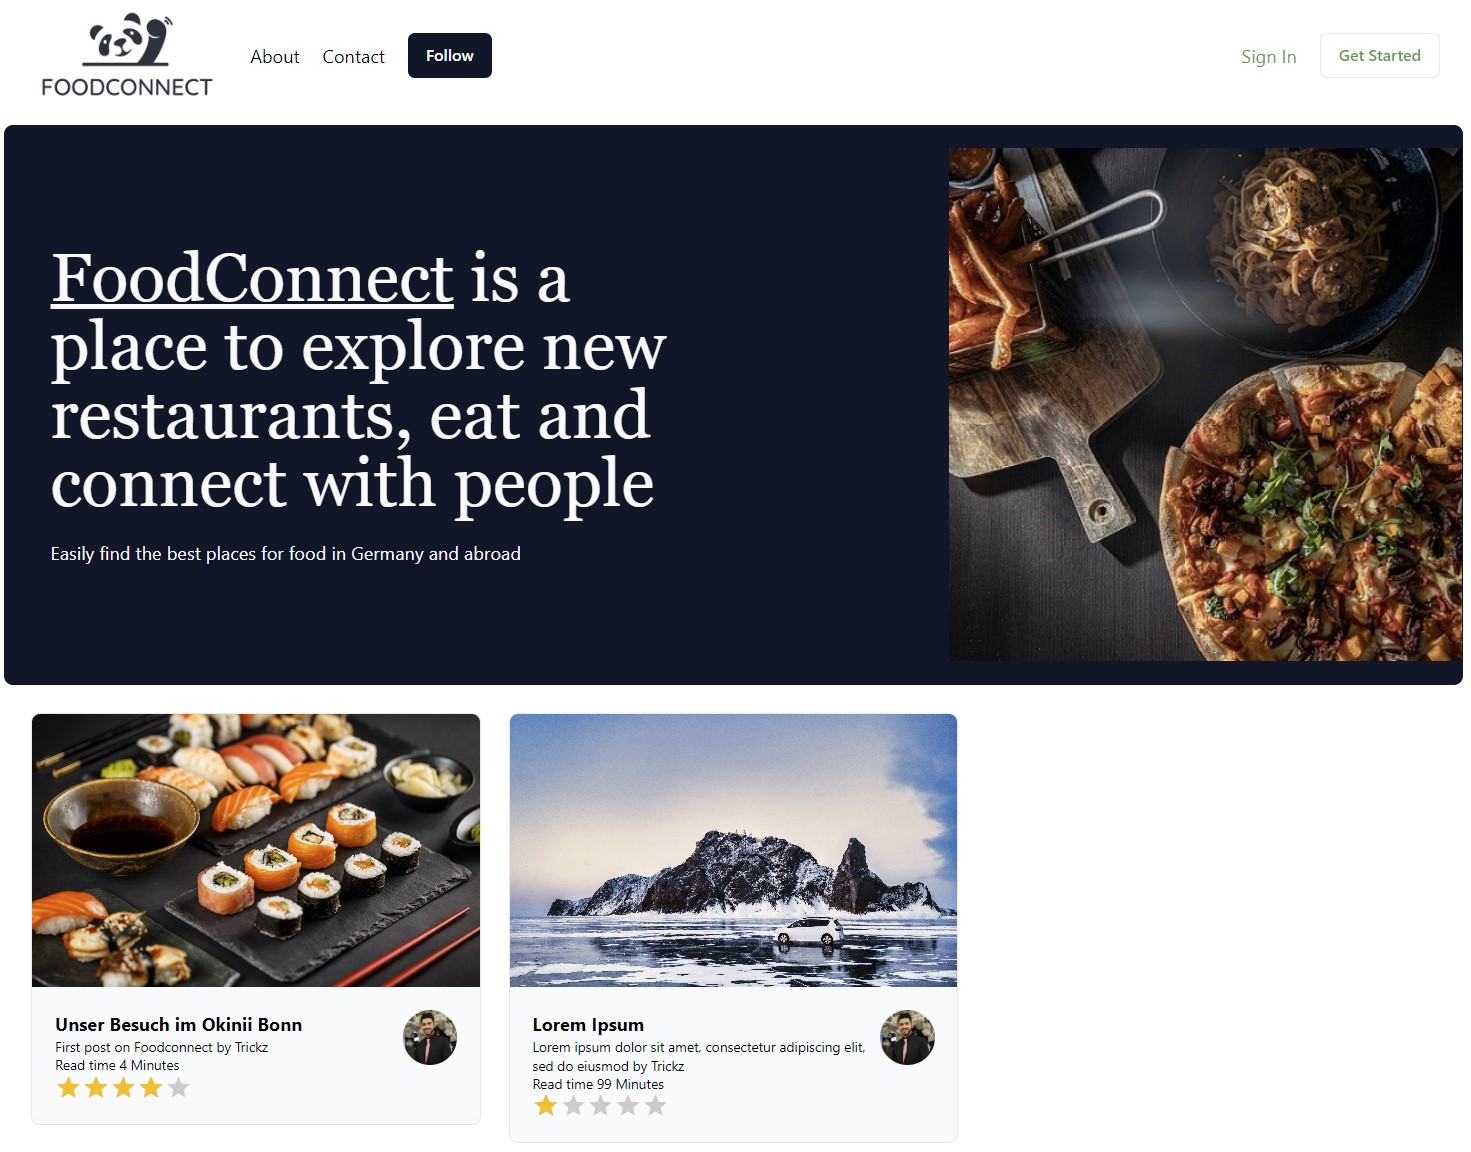 FOODCONNECT
About
Contact
Follow
Sign In
Get Started
FoodConnect is a
place to explore new
restaurants, eat and
connect with people
Easily find the best places for food in Germany and abroad
Unser Besuch im Okinii Bonn
First post on Foodconnect by Trickz
Read time 4 Minutes
Lorem Ipsum
Lorem ipsum dolor sit amet, consectetur adipiscing elit,
sed do eiusmod by Trickz
Read time 99 Minutes